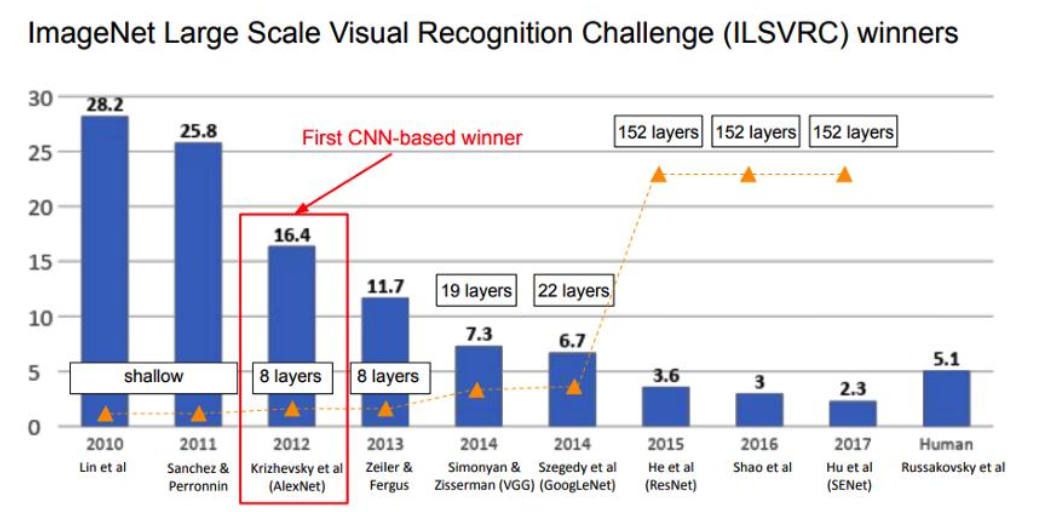 ImageNet Large Scale Visual Recognition Challenge (ILSVRC) winners
30
25
20
15
10
5
0
28.2
25.8
First CNN-based winner
16.4
11.7
7.3
6.7
3.6
3
2.3
5.1
shallow
8 layers
8 layers
19 layers
22 layers
152 layers
152 layers
152 layers
2010
Lin et al
2011
Sanchez &
Perronnin
2012
Krizhevsky et al
(AlexNet)
2013
Zeiler &
Fergus
2014
Simonyan &
Zisserman (VGG)
2014
Szegedy et al
(GoogLeNet)
2015
He et al
(ResNet)
2016
Shao et al
2017
Hu et al
(SENet)
Human
Russakovsky et al